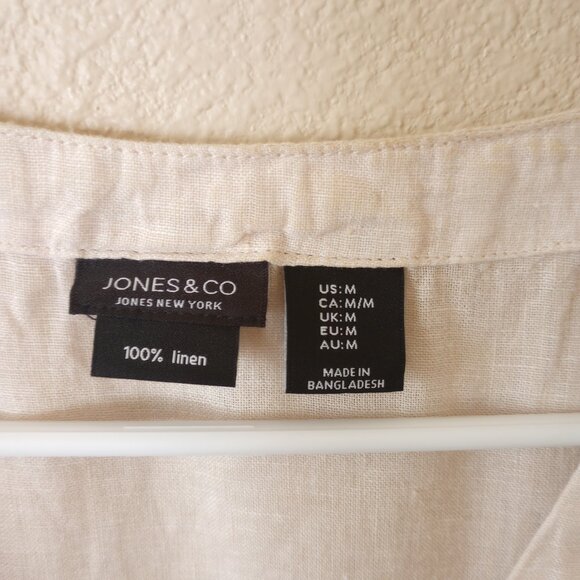 JONES & CO
JONES NEW YORK
100% linen
US: M
CA: M/M
UK: M
EU: M
AU: M
MADE IN
BANGLADESH